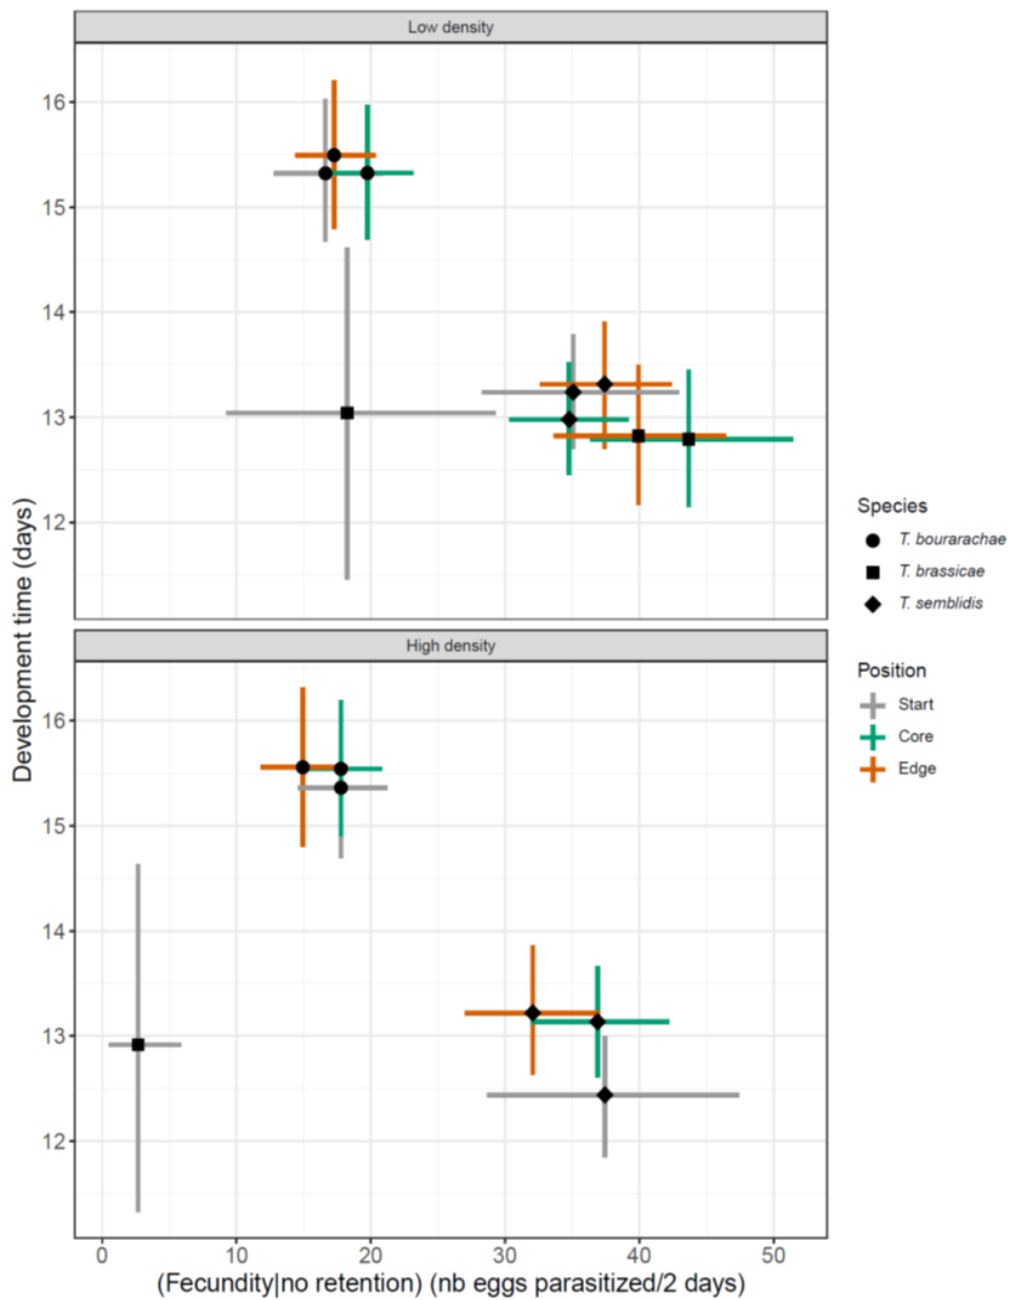 Low density
16
15
14
13
12
High density
16
15
14
13
12
0 10 20 30 40 50
(Fecundity|no retention) (nb eggs parasitized/2 days)
Development time (days)
Species
T. bourarachae
T. brassicae
T. semblidis
Position
Start
Core
Edge